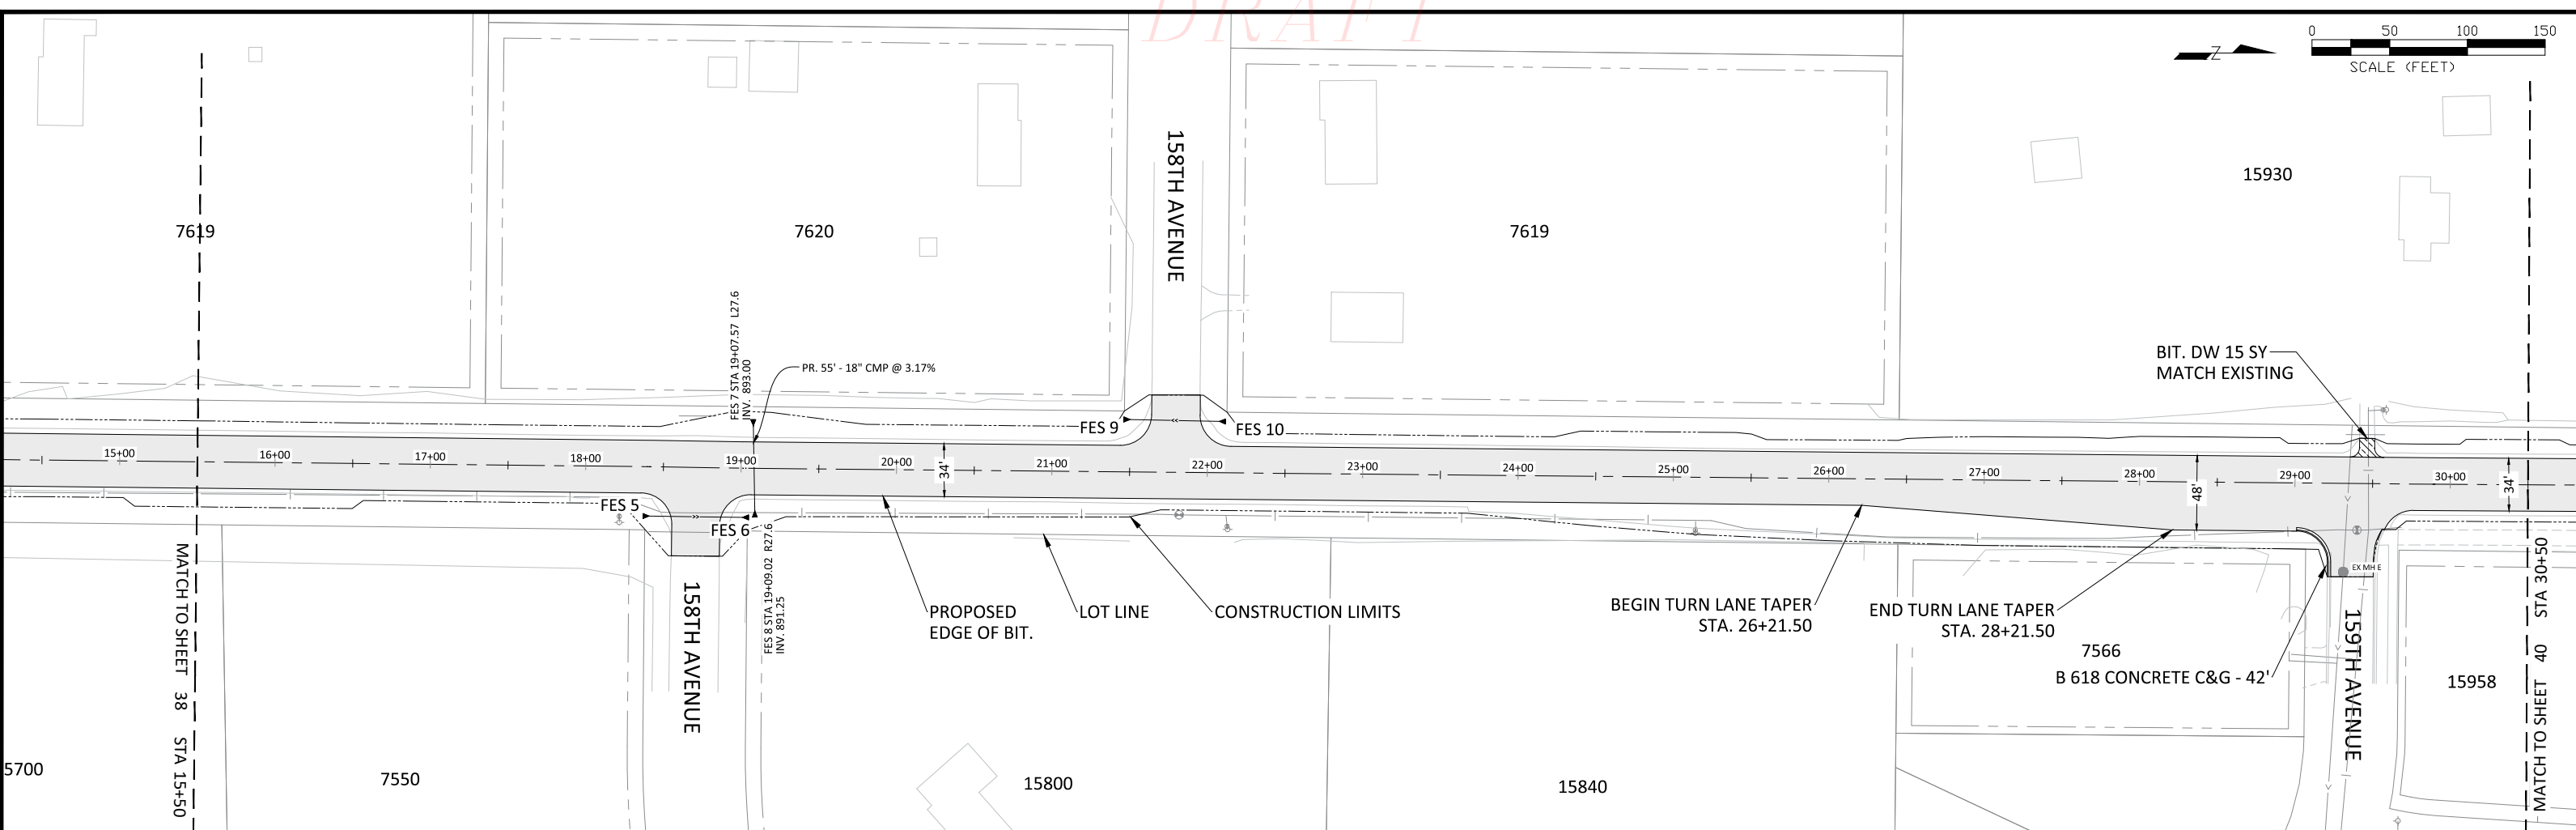 DRAFT
0 50 100 150
SCALE (FEET)
Z
158TH AVENUE
15930
7619
7620
7619
FES 7 STA 19+07.57 L27.6
INV. 893.00
PR. 55' - 18" CMP @ 3.17%
BIT. DW 15 SY
MATCH EXISTING
FES 9
FES 10
15+00
16+00
17+00
18+00
19+00
20+00
34'
21+00
22+00
23+00
24+00
25+00
26+00
27+00
28+00
48'
29+00
30+00
34'
FES 5
FES 6
FES 8 STA 19+09.02 R27.6
INV. 891.25
EX MH E
MATCH TO SHEET 38 STA 15+50
158TH AVENUE
PROPOSED
EDGE OF BIT.
LOT LINE
CONSTRUCTION LIMITS
BEGIN TURN LANE TAPER
STA. 26+21.50
END TURN LANE TAPER
STA. 28+21.50
7566
B 618 CONCRETE C&G - 42'
159TH AVENUE
15958
MATCH TO SHEET 40 STA 30+50
5700
7550
15800
15840